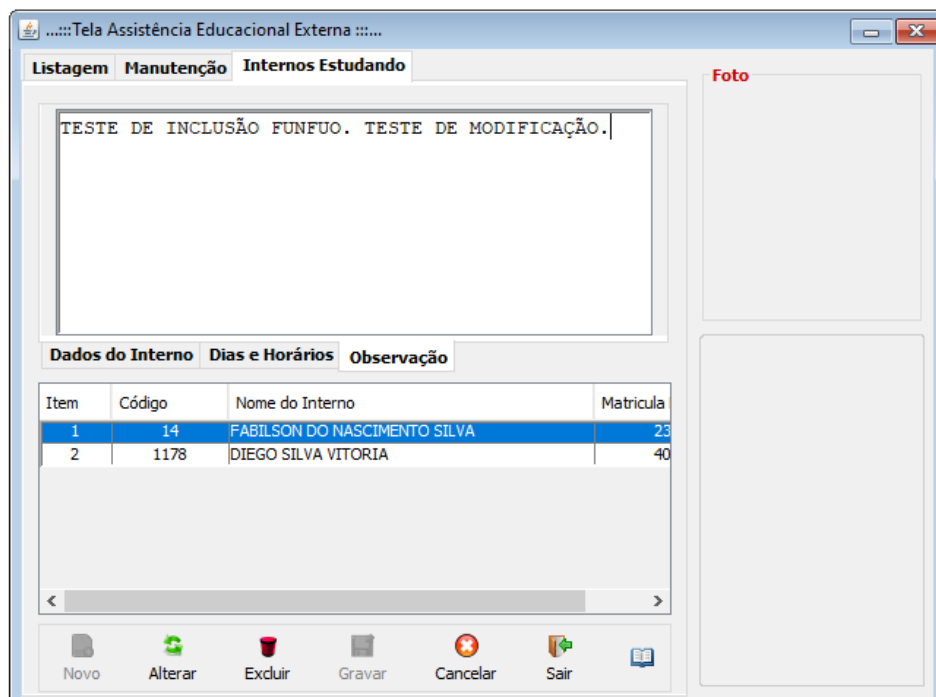 ...:::Tela Assistência Educacional Externa :::...
Listagem Manutenção Internos Estudando
Foto
TESTE DE INCLUSÃO FUNFUO. TESTE DE MODIFICAÇÃO.
Dados do Interno Dias e Horários Observação
Item Código Nome do Interno Matricula
1 14 FABILSON DO NASCIMENTO SILVA 23
2 1178 DIEGO SILVA VITORIA 40
Novo Alterar Excluir Gravar Cancelar Sair